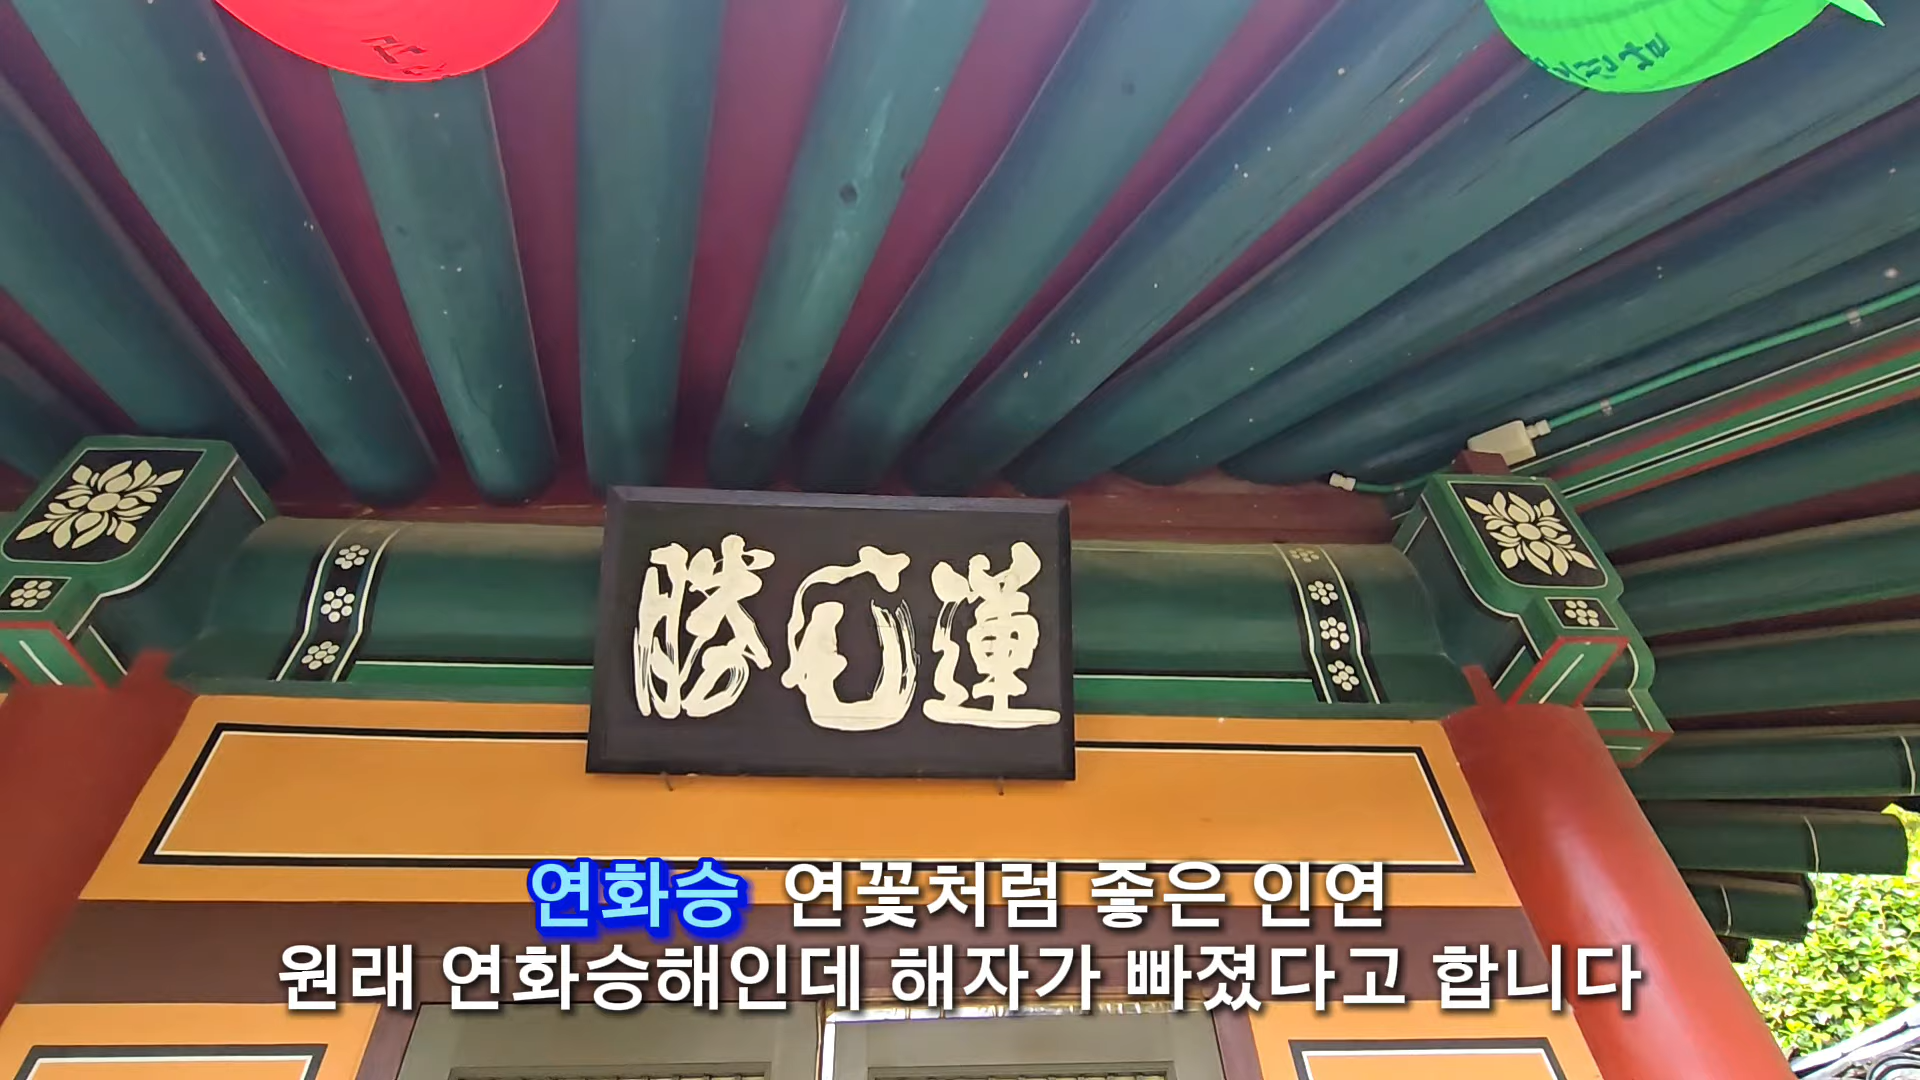 蓮花勝
연화승 연꽃처럼 좋은 인연
원래 연화승해인데 해자가 빠졌다고 합니다